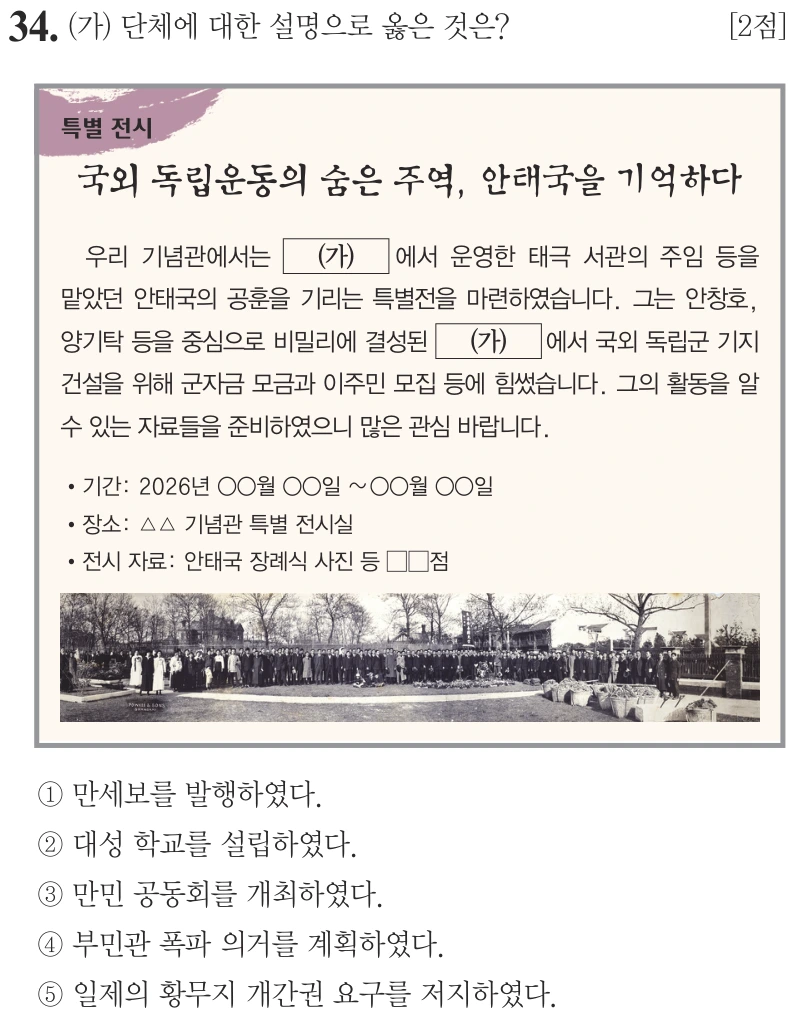 34. (가) 단체에 대한 설명으로 옳은 것은? [2점]
특별 전시
국외 독립운동의 숨은 주역, 안태국을 기억하다
우리 기념관에서는 (가) 에서 운영한 태극 서관의 주임 등을
맡았던 안태국의 공훈을 기리는 특별전을 마련하였습니다. 그는 안창호,
양기탁 등을 중심으로 비밀리에 결성된 (가) 에서 국외 독립군 기지
건설을 위해 군자금 모금과 이주민 모집 등에 힘썼습니다. 그의 활동을 알
수 있는 자료들을 준비하였으니 많은 관심 바랍니다.
• 기간: 2026년 ○○월 ○○일 ~ ○○월 ○○일
• 장소: △△ 기념관 특별 전시실
• 전시 자료: 안태국 장례식 사진 등 □□점
① 만세보를 발행하였다.
② 대성 학교를 설립하였다.
③ 만민 공동회를 개최하였다.
④ 부민관 폭파 의거를 계획하였다.
⑤ 일제의 황무지 개간권 요구를 저지하였다.